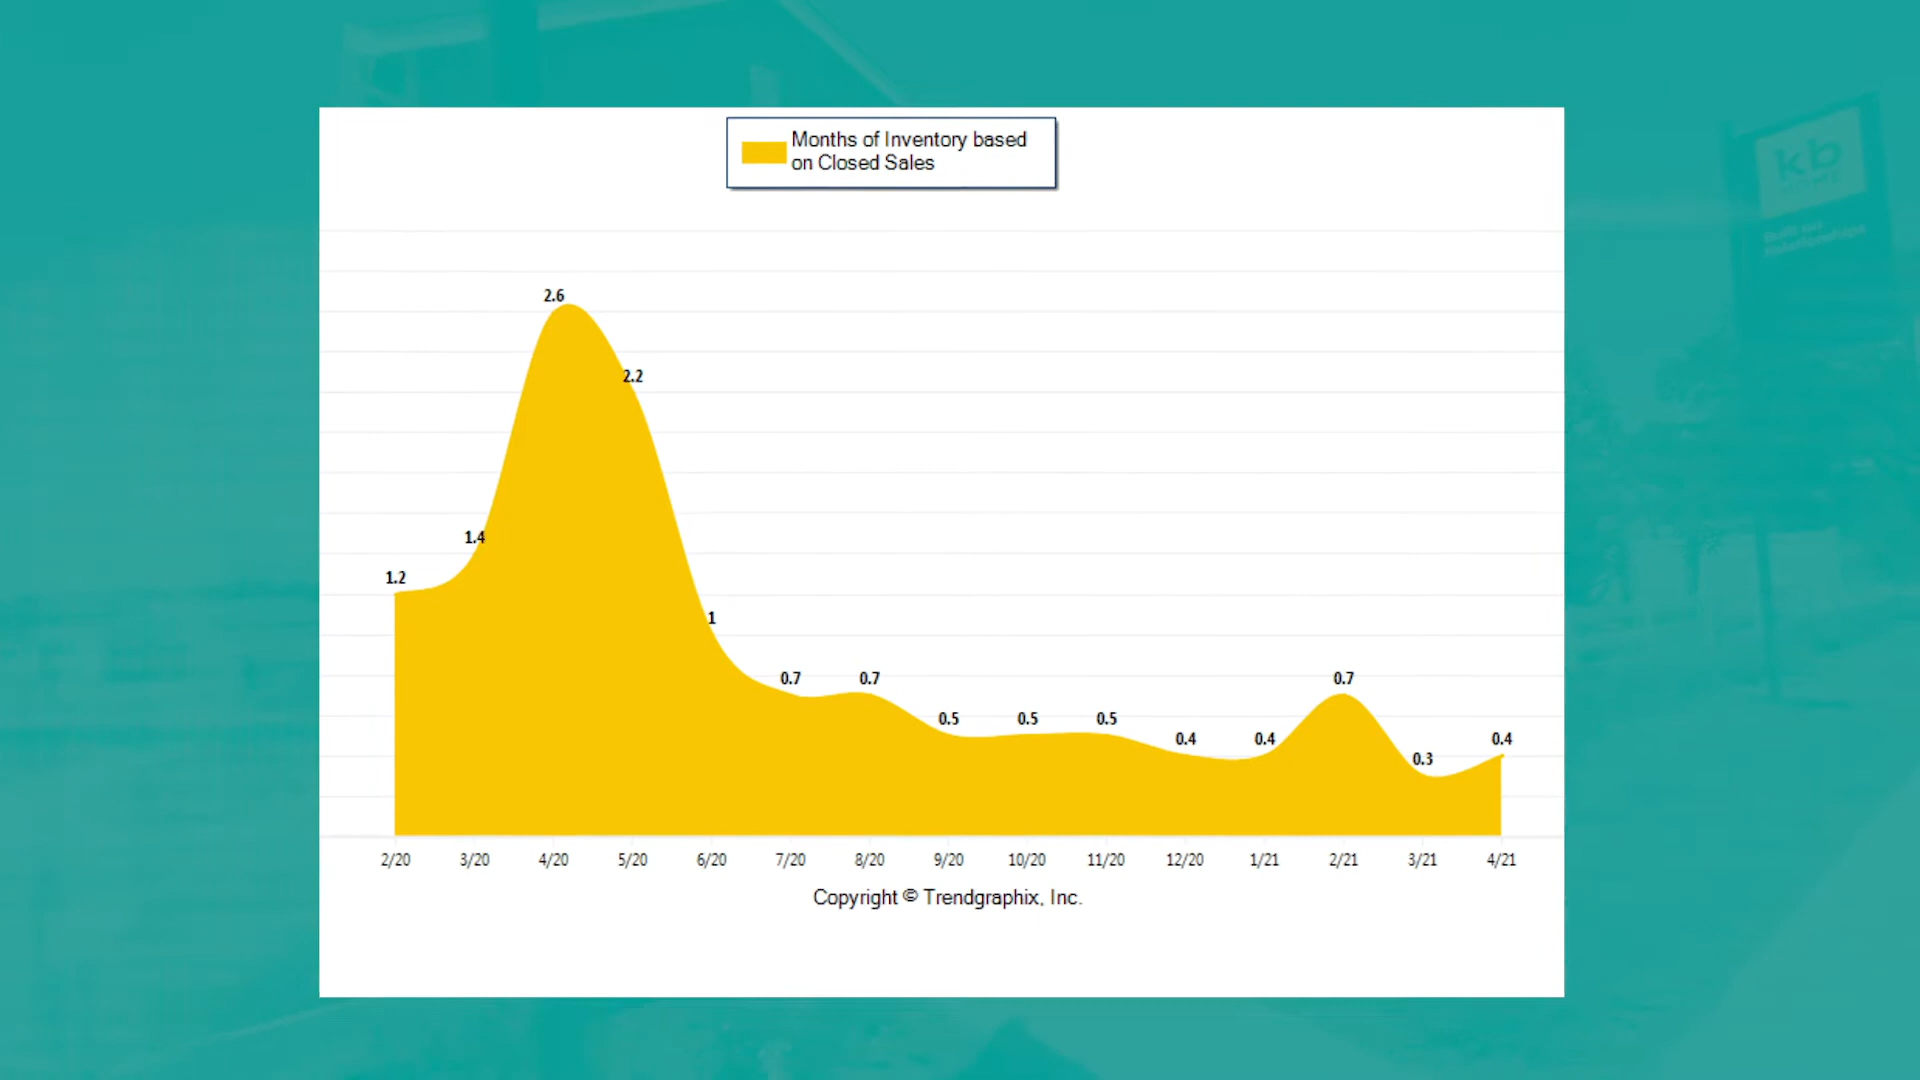 Months of Inventory based
on Closed Sales
kb
HOME
2.6
2.2
1.4
1.2
1
0.7
0.7
0.7
0.5
0.5
0.5
0.4
0.4
0.4
0.3
2/20 3/20 4/20 5/20 6/20 7/20 8/20 9/20 10/20 11/20 12/20 1/21 2/21 3/21 4/21
Copyright © Trendgraphix, Inc.